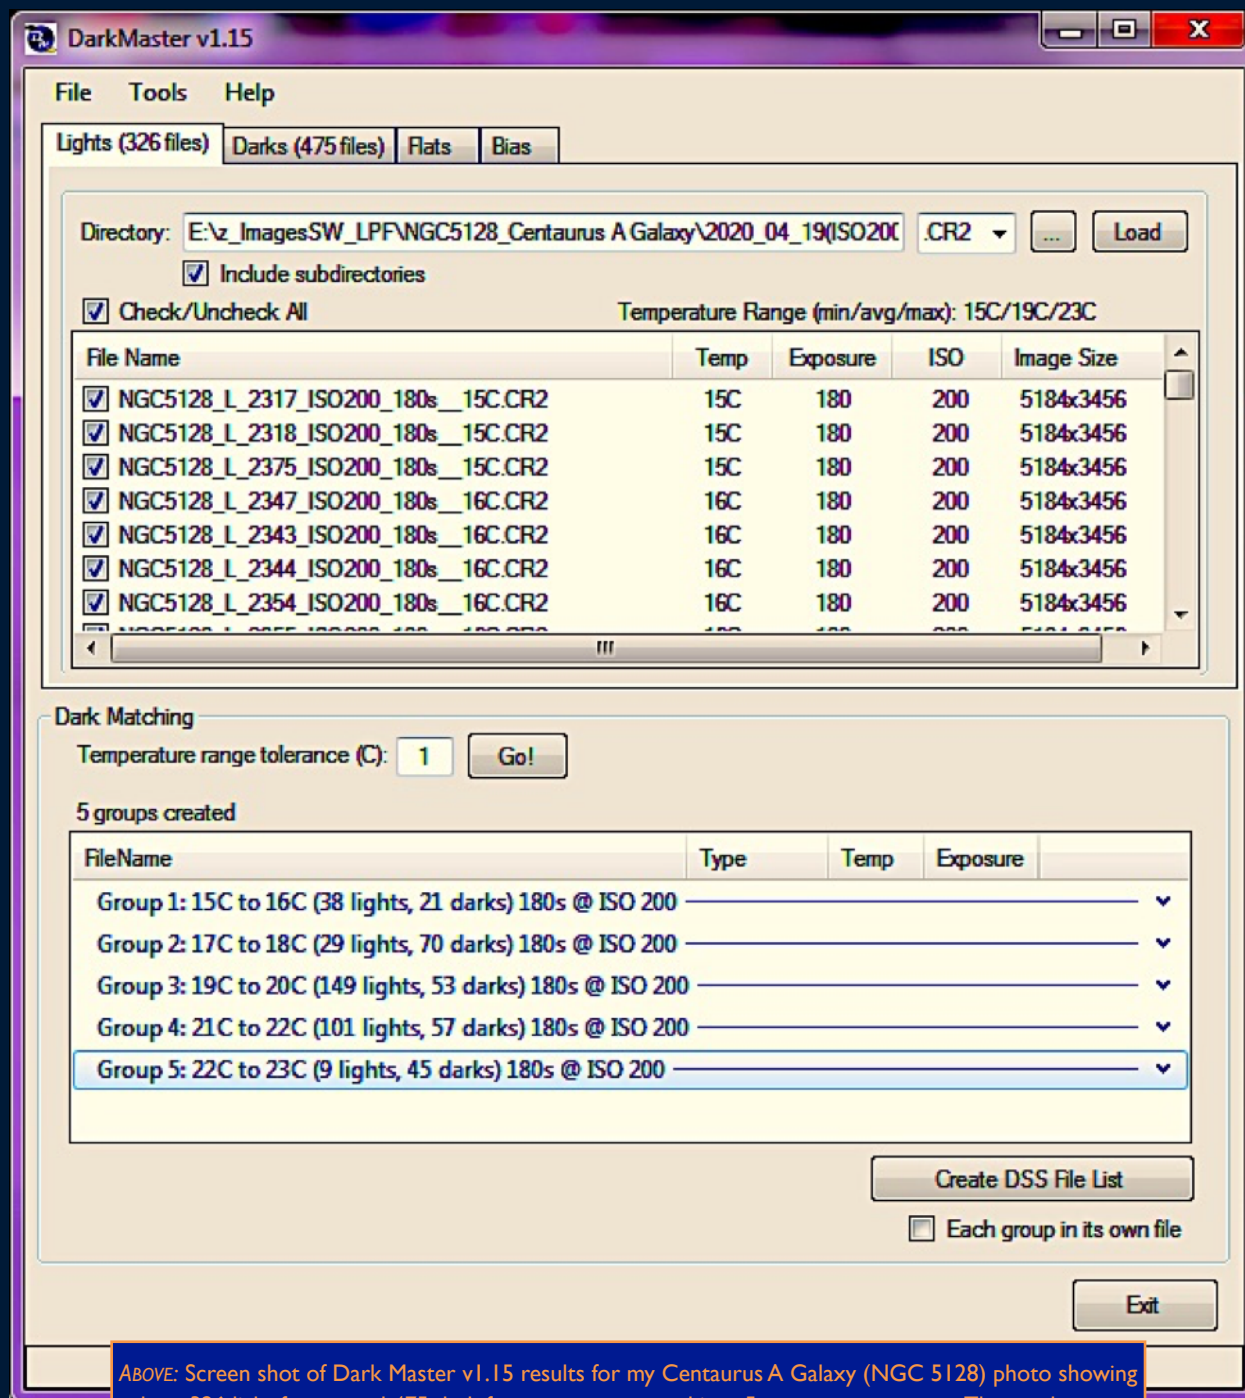 DarkMaster v1.15
File Tools Help
Lights (326 files) Darks (475 files) Flats Bias
Directory: E:\z_ImagesSW_LPF\NGC5128_Centaurus A Galaxy\2020_04_19(ISO200 .CR2 ... Load
Include subdirectories
Check/Uncheck All Temperature Range (min/avg/max): 15C/19C/23C
File Name Temp Exposure ISO Image Size
NGC5128_L_2317_ISO200_180s__15C.CR2 15C 180 200 5184x3456
NGC5128_L_2318_ISO200_180s__15C.CR2 15C 180 200 5184x3456
NGC5128_L_2375_ISO200_180s__15C.CR2 15C 180 200 5184x3456
NGC5128_L_2347_ISO200_180s__16C.CR2 16C 180 200 5184x3456
NGC5128_L_2343_ISO200_180s__16C.CR2 16C 180 200 5184x3456
NGC5128_L_2344_ISO200_180s__16C.CR2 16C 180 200 5184x3456
NGC5128_L_2354_ISO200_180s__16C.CR2 16C 180 200 5184x3456
Dark Matching
Temperature range tolerance (C): 1 Go!
5 groups created
FileName Type Temp Exposure
Group 1: 15C to 16C (38 lights, 21 darks) 180s @ ISO 200
Group 2: 17C to 18C (29 lights, 70 darks) 180s @ ISO 200
Group 3: 19C to 20C (149 lights, 53 darks) 180s @ ISO 200
Group 4: 21C to 22C (101 lights, 57 darks) 180s @ ISO 200
Group 5: 22C to 23C (9 lights, 45 darks) 180s @ ISO 200
Create DSS File List
Each group in its own file
Exit
ABOVE: Screen shot of Dark Master v1.15 results for my Centaurus A Galaxy (NGC 5128) photo showing